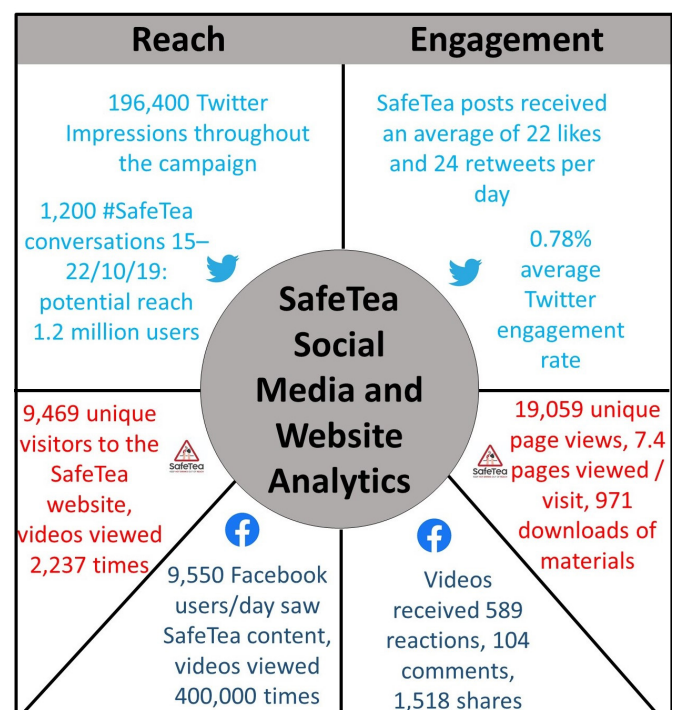 Reach
Engagement
196,400 Twitter
Impressions throughout
the campaign
1,200 #SafeTea
conversations 15–
22/10/19:
potential reach
1.2 million users
SafeTea posts received
an average of 22 likes
and 24 retweets per
day
0.78%
average
Twitter
engagement
rate
SafeTea
Social
Media and
Website
Analytics
9,469 unique
visitors to the
SafeTea
website,
videos viewed
2,237 times
SafeTea
19,059 unique
page views, 7.4
pages viewed /
visit, 971
downloads of
materials
SafeTea
9,550 Facebook
users/day saw
SafeTea content,
videos viewed
400,000 times
Videos
received 589
reactions, 104
comments,
1,518 shares